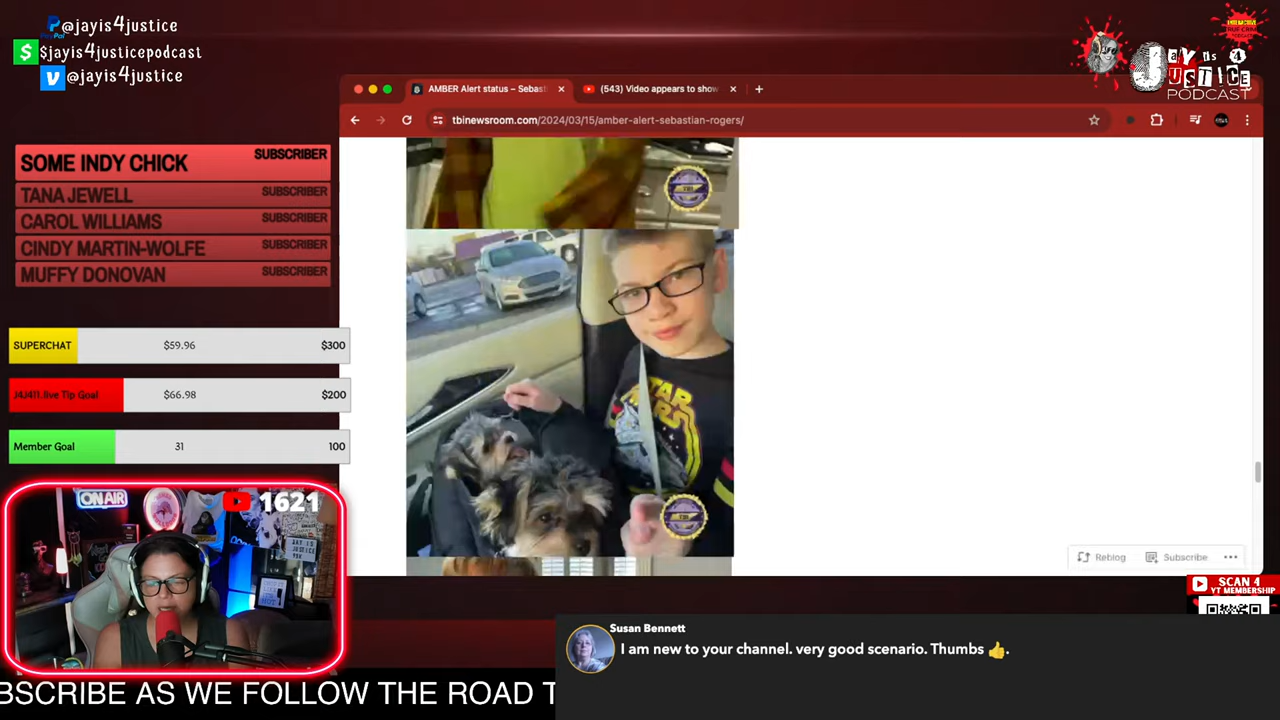 @jayis4justice
PayPal
$jayis4justicepodcast
@jayis4justice
JAY IS 4
JUSTICE
PODCAST
AMBER Alert status – Sebast
(543) Video appears to show
tbinewsroom.com/2024/03/15/amber-alert-sebastian-rogers/
SOME INDY CHICK SUBSCRIBER
TANA JEWELL SUBSCRIBER
CAROL WILLIAMS SUBSCRIBER
CINDY MARTIN-WOLFE SUBSCRIBER
MUFFY DONOVAN SUBSCRIBER
SUPERCHAT $59.96 $300
J4J411.live Tip Goal $66.98 $200
Member Goal 31 100
STAR
WARS
TBI
ON AIR
1621
Reblog Subscribe
SCAN 4
YT MEMBERSHIP
Susan Bennett
I am new to your channel. very good scenario. Thumbs 👍.
BSCRIBE AS WE FOLLOW THE ROAD T